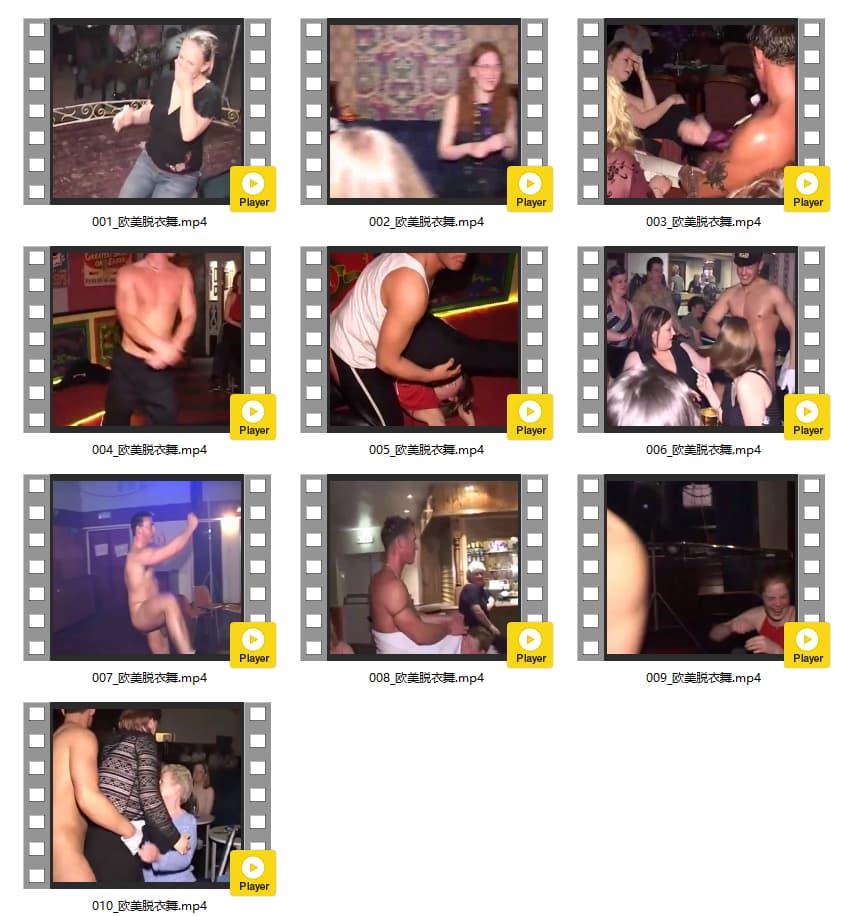 Player
Player
Player
001_欧美脱衣舞.mp4
002_欧美脱衣舞.mp4
003_欧美脱衣舞.mp4
Player
Player
Player
004_欧美脱衣舞.mp4
005_欧美脱衣舞.mp4
006_欧美脱衣舞.mp4
Player
Player
Player
007_欧美脱衣舞.mp4
008_欧美脱衣舞.mp4
009_欧美脱衣舞.mp4
Player
010_欧美脱衣舞.mp4